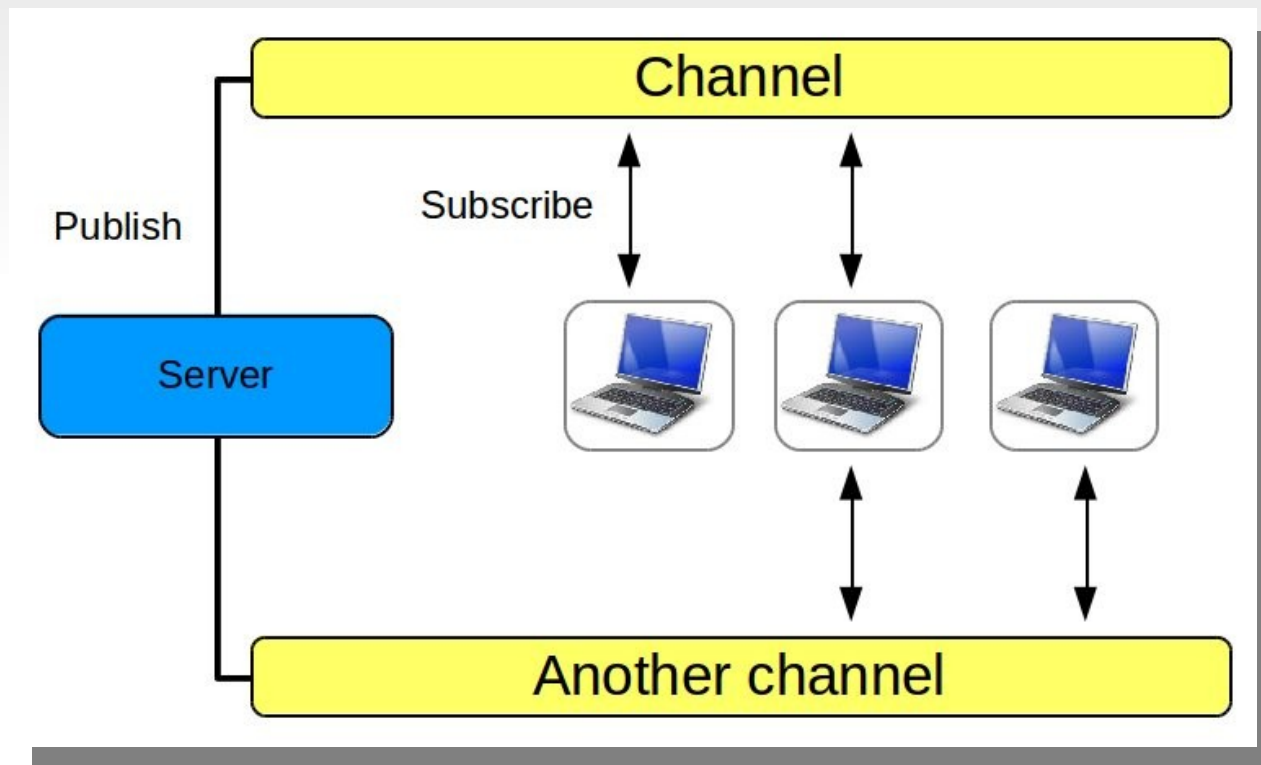 Channel
Subscribe
Publish
Server
Another channel